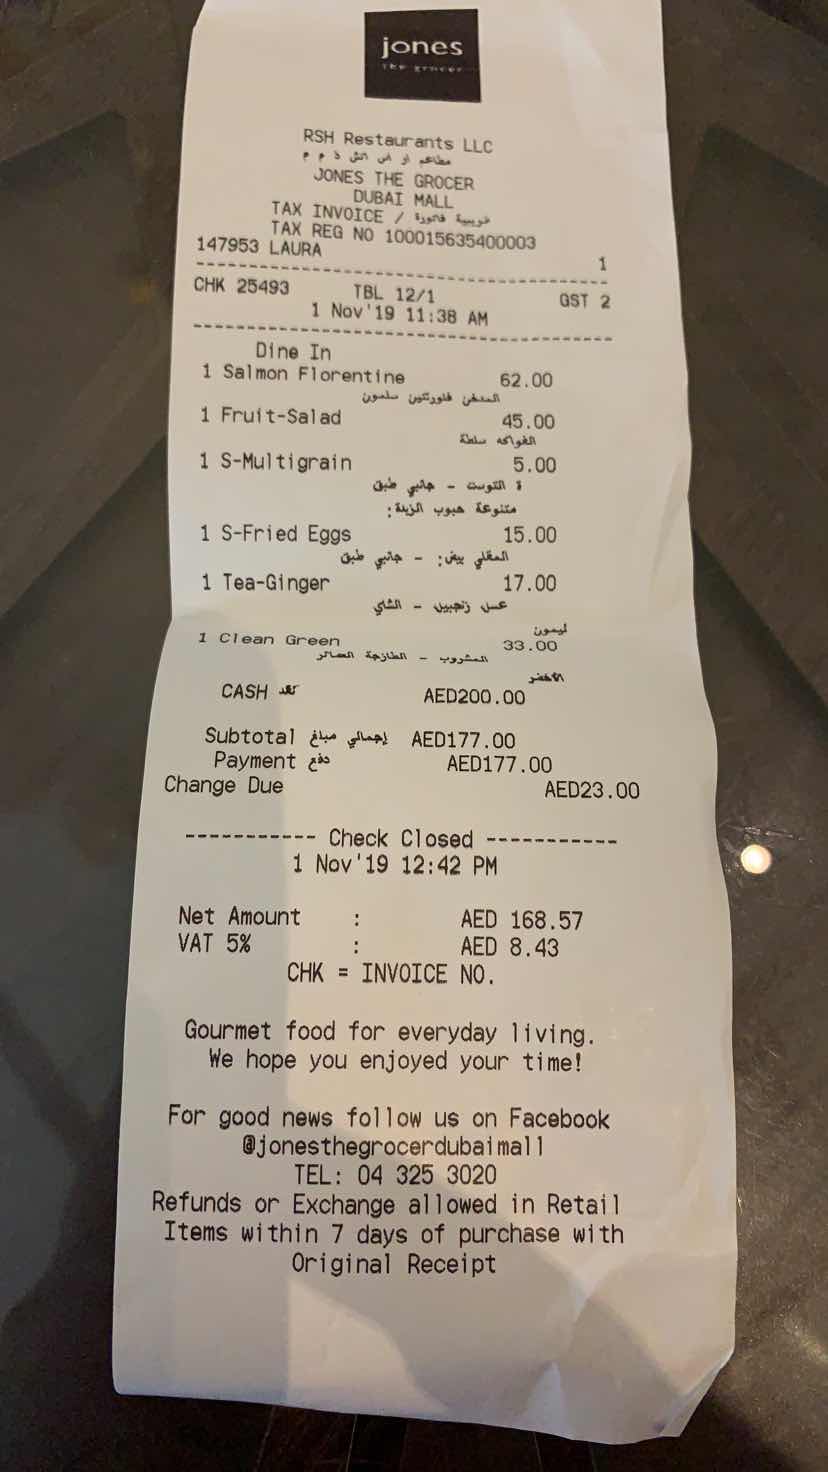 jones
the grocer
RSH Restaurants LLC
مطاعم ار اس اتش ذ م م
JONES THE GROCER
DUBAI MALL
TAX INVOICE / ضريبية فاتورة
TAX REG NO 100015635400003
147953 LAURA 1
CHK 25493 TBL 12/1 GST 2
1 Nov'19 11:38 AM
Dine In
1 Salmon Florentine 62.00
المدخن فلورنتين سلمون
1 Fruit-Salad 45.00
الفواكه سلطة
1 S-Multigrain 5.00
ة التوست - جانبي طبق
متنوعة حبوب الزبدة:
1 S-Fried Eggs 15.00
المقلي بيض: - جانبي طبق
1 Tea-Ginger 17.00
عسل زنجبيل - الشاي
ليمون
1 Clean Green 33.00
المشروب - الطازجة العصائر
الأخضر
CASH نقد AED200.00
Subtotal إجمالي مبلغ AED177.00
Payment دفع AED177.00
Change Due AED23.00
----------- Check Closed -----------
1 Nov'19 12:42 PM
Net Amount : AED 168.57
VAT 5% : AED 8.43
CHK = INVOICE NO.
Gourmet food for everyday living.
We hope you enjoyed your time!
For good news follow us on Facebook
@jonesthegrocerdubaimall
TEL: 04 325 3020
Refunds or Exchange allowed in Retail
Items within 7 days of purchase with
Original Receipt